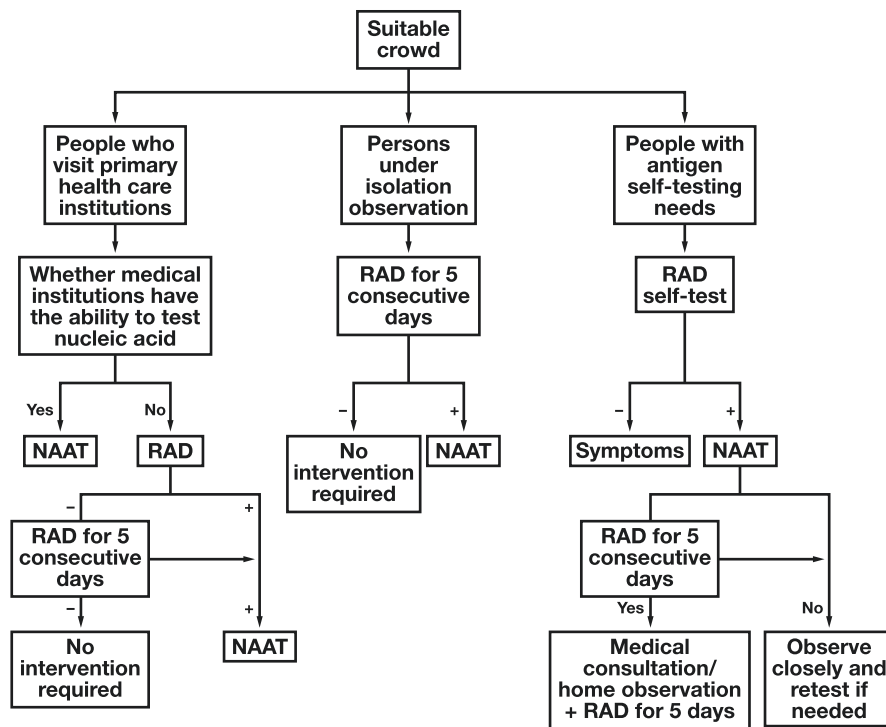 Suitable
crowd
People who
visit primary
health care
institutions
Persons
under
isolation
observation
People with
antigen
self-testing
needs
Whether medical
institutions have
the ability to test
nucleic acid
RAD for 5
consecutive
days
RAD
self-test
Yes
No
–
+
–
+
NAAT
RAD
No
intervention
required
NAAT
Symptoms
NAAT
–
+
RAD for 5
consecutive
days
RAD for 5
consecutive
days
–
+
Yes
No
No
intervention
required
NAAT
Medical
consultation/
home observation
+ RAD for 5 days
Observe
closely and
retest if
needed